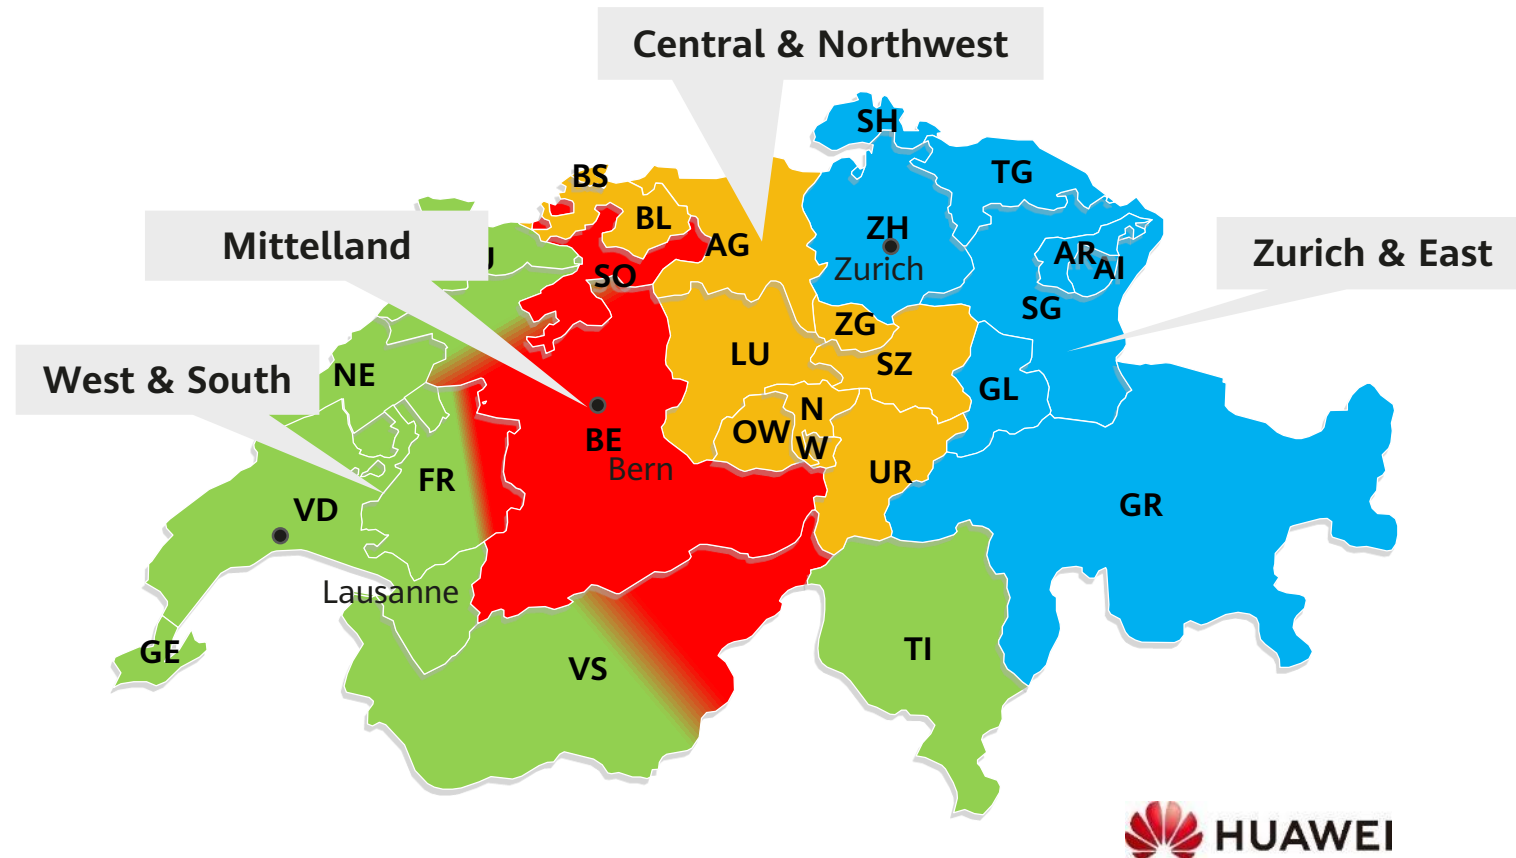 Central & Northwest
SH
TG
BS
BL
Mittelland
AG
ZH
Zurich
AR
AI
Zurich & East
SO
SG
ZG
LU
SZ
West & South
NE
GL
N
W
OW
BE
Bern
UR
FR
VD
GR
Lausanne
GE
VS
TI
HUAWEI